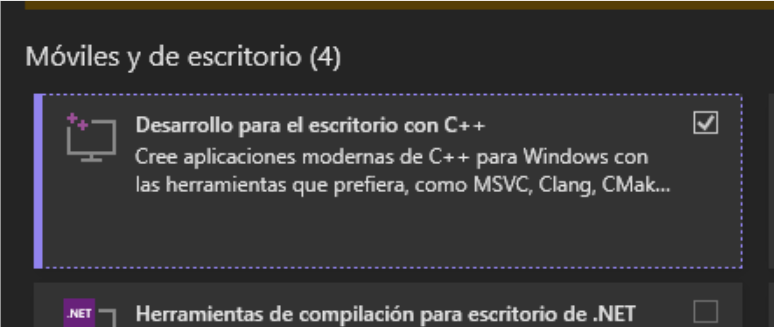 Móviles y de escritorio (4)
++
Desarrollo para el escritorio con C++
Cree aplicaciones modernas de C++ para Windows con
las herramientas que prefiera, como MSVC, Clang, CMak...
.NET
Herramientas de compilación para escritorio de .NET